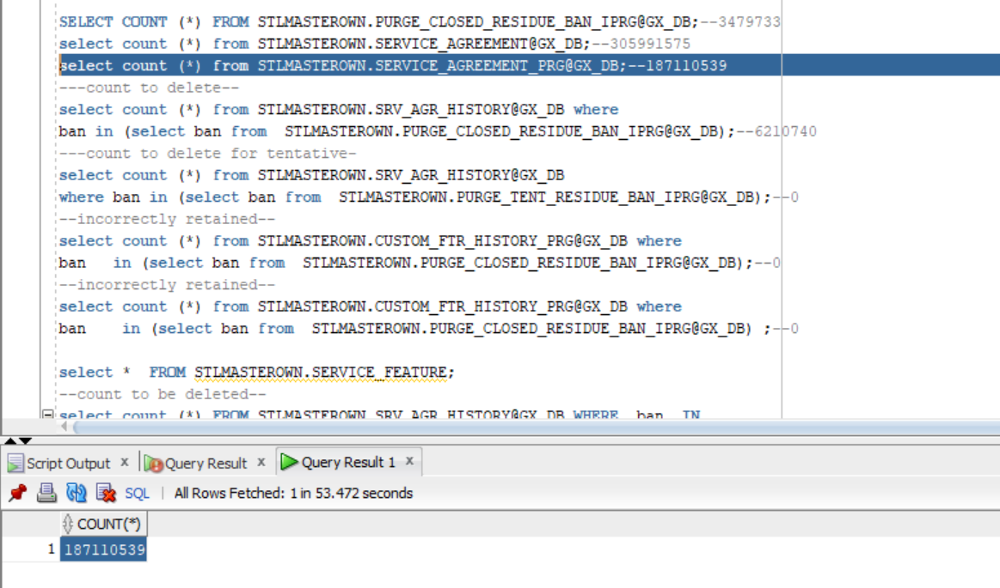 SELECT COUNT (*) FROM STLMASTEROWN.PURGE_CLOSED_RESIDUE_BAN_IPRG@GX_DB;--3479733
select count (*) from STLMASTEROWN.SERVICE_AGREEMENT@GX_DB;--305991575
select count (*) from STLMASTEROWN.SERVICE_AGREEMENT_PRG@GX_DB;--187110539
---count to delete--
select count (*) from STLMASTEROWN.SRV_AGR_HISTORY@GX_DB where
ban in (select ban from  STLMASTEROWN.PURGE_CLOSED_RESIDUE_BAN_IPRG@GX_DB);--6210740
---count to delete for tentative-
select count (*) from STLMASTEROWN.SRV_AGR_HISTORY@GX_DB
where ban in (select ban from  STLMASTEROWN.PURGE_TENT_RESIDUE_BAN_IPRG@GX_DB);--0
--incorrectly retained--
select count (*) from STLMASTEROWN.CUSTOM_FTR_HISTORY_PRG@GX_DB where
ban   in (select ban from  STLMASTEROWN.PURGE_CLOSED_RESIDUE_BAN_IPRG@GX_DB);--0
--incorrectly retained--
select count (*) from STLMASTEROWN.CUSTOM_FTR_HISTORY_PRG@GX_DB where
ban    in (select ban from  STLMASTEROWN.PURGE_CLOSED_RESIDUE_BAN_IPRG@GX_DB) ;--0
select *  FROM STLMASTEROWN.SERVICE_FEATURE;
--count to be deleted--
select count (*) FROM STLMASTEROWN.SRV_AGR_HISTORY@GX_DB WHERE  ban  IN
Script Output x Query Result x Query Result 1 x
SQL | All Rows Fetched: 1 in 53.472 seconds
COUNT(*)
1 187110539